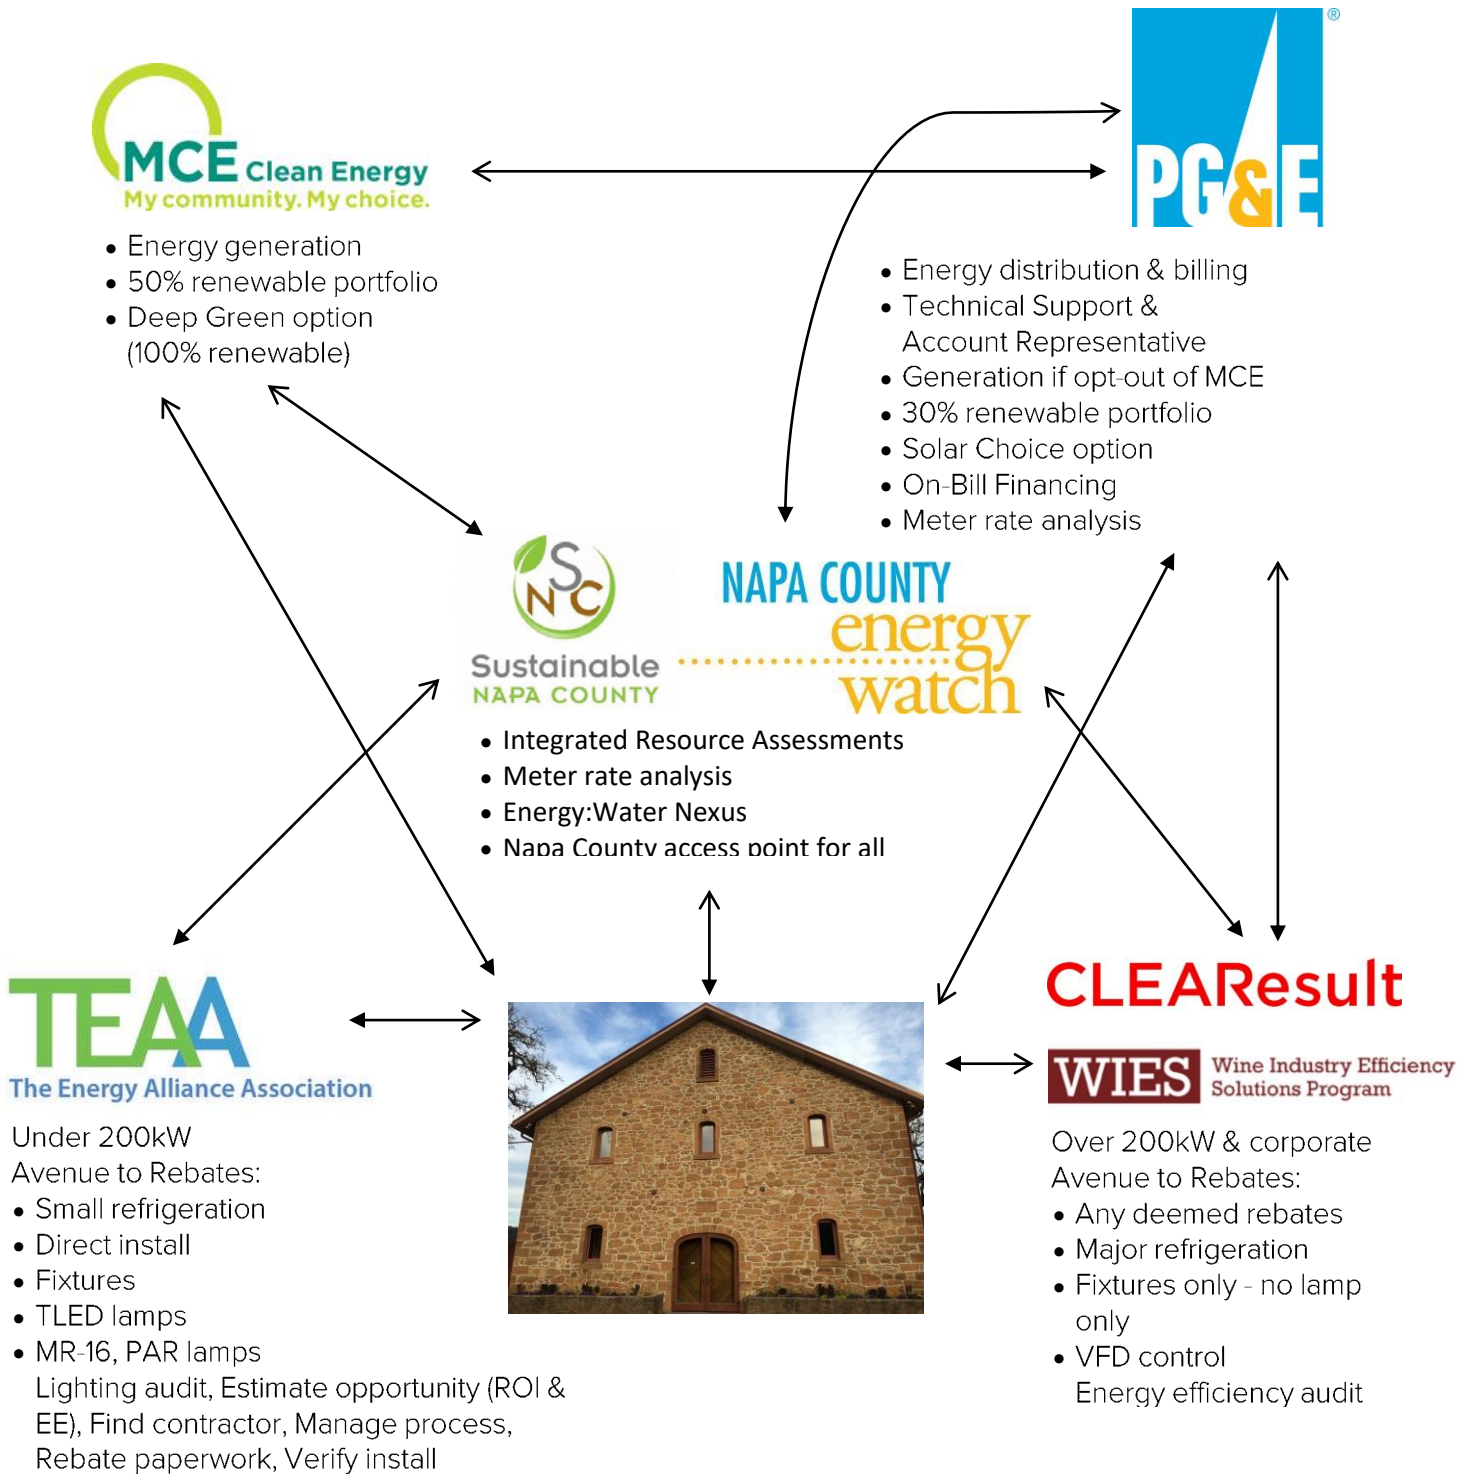 MCE Clean Energy
My community. My choice.
• Energy generation
• 50% renewable portfolio
• Deep Green option
(100% renewable)
PG&E
®
• Energy distribution & billing
• Technical Support &
Account Representative
• Generation if opt-out of MCE
• 30% renewable portfolio
• Solar Choice option
• On-Bill Financing
• Meter rate analysis
SNC
Sustainable
NAPA COUNTY
NAPA COUNTY
energy
watch
• Integrated Resource Assessments
• Meter rate analysis
• Energy:Water Nexus
• Napa County access point for all
TEAA
The Energy Alliance Association
Under 200kW
Avenue to Rebates:
• Small refrigeration
• Direct install
• Fixtures
• TLED lamps
• MR-16, PAR lamps
Lighting audit, Estimate opportunity (ROI &
EE), Find contractor, Manage process,
Rebate paperwork, Verify install
CLEAResult
WIES
Wine Industry Efficiency
Solutions Program
Over 200kW & corporate
Avenue to Rebates:
• Any deemed rebates
• Major refrigeration
• Fixtures only - no lamp
only
• VFD control
Energy efficiency audit